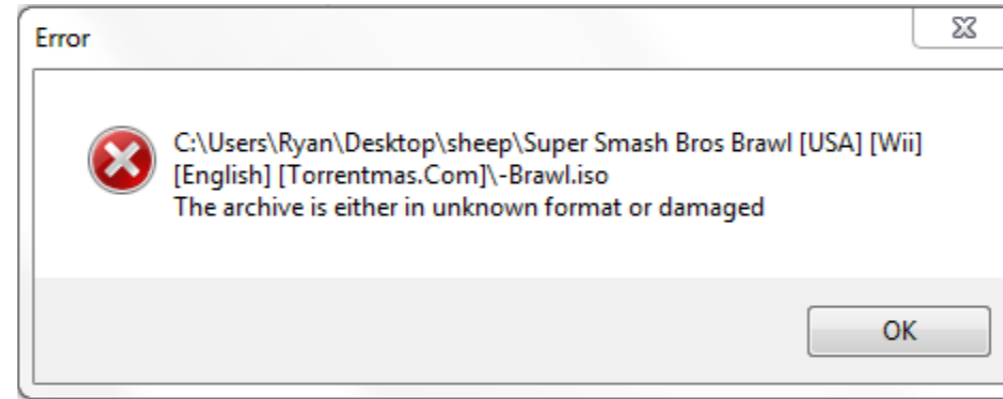 Error
C:\Users\Ryan\Desktop\sheep\Super Smash Bros Brawl [USA] [Wii]
[English] [Torrentmas.Com]\-Brawl.iso
The archive is either in unknown format or damaged
OK